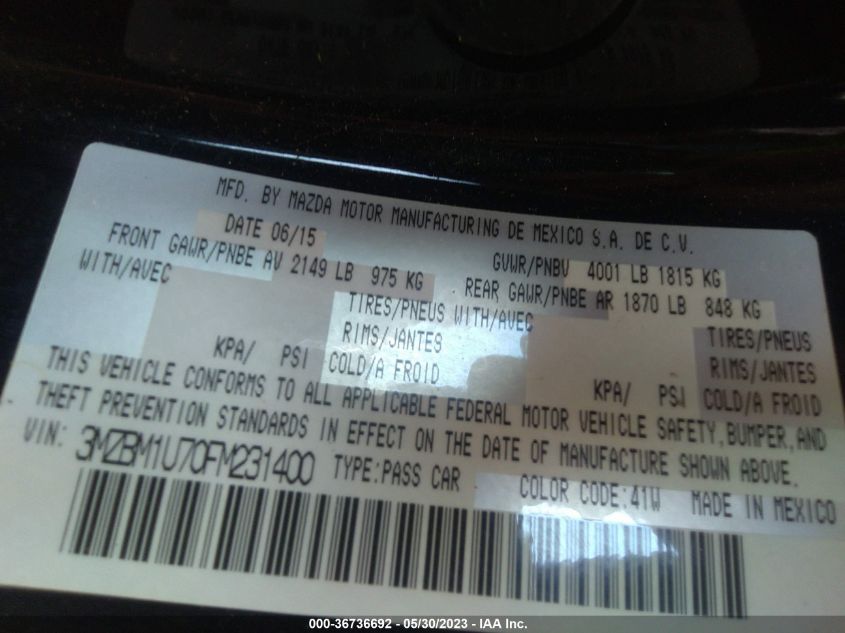 MFD. BY MAZDA MOTOR MANUFACTURING DE MEXICO S.A. DE C.V.
DATE 06/15 GVWR/PNBV 4001 LB 1815 KG
FRONT GAWR/PNBE AV 2149 LB 975 KG REAR GAWR/PNBE AR 1870 LB 848 KG
WITH/AVEC TIRES/PNEUS WITH/AVEC TIRES/PNEUS
RIMS/JANTES RIMS/JANTES
KPA/ PSI COLD/A FROID KPA/ PSI COLD/A FROID
THIS VEHICLE CONFORMS TO ALL APPLICABLE FEDERAL MOTOR VEHICLE SAFETY, BUMPER, AND
THEFT PREVENTION STANDARDS IN EFFECT ON THE DATE OF MANUFACTURE SHOWN ABOVE.
VIN: 3MZBM1U70FM231400 TYPE:PASS CAR COLOR CODE:41W MADE IN MEXICO
000-36736692 - 05/30/2023 - IAA Inc.